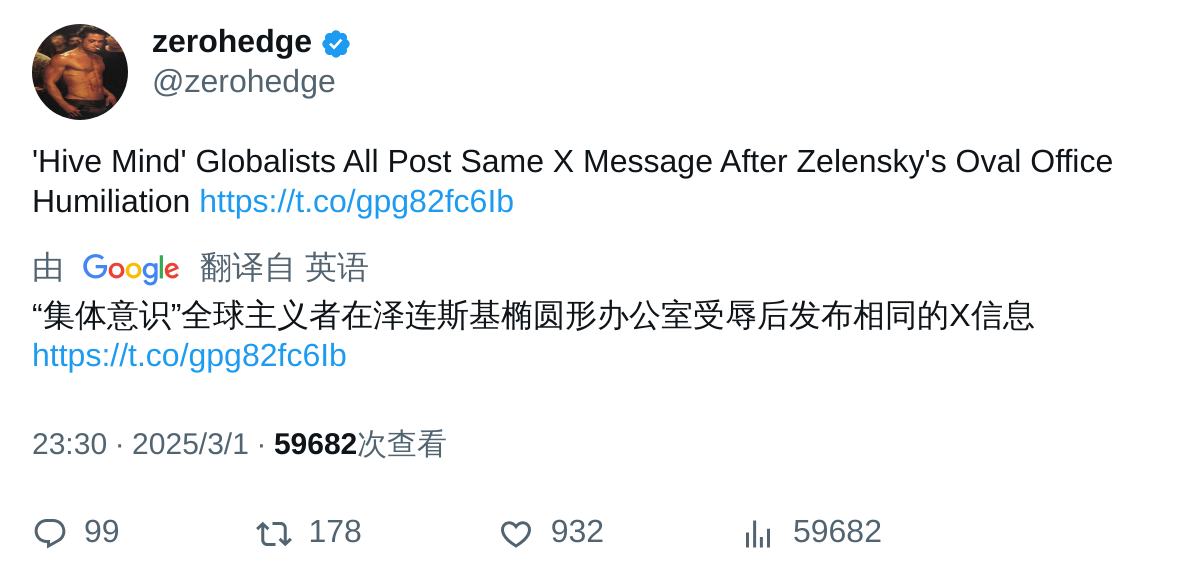 zerohedge
@zerohedge
'Hive Mind' Globalists All Post Same X Message After Zelensky's Oval Office
Humiliation https://t.co/gpg82fc6Ib
由 Google 翻译自 英语
“集体意识”全球主义者在泽连斯基椭圆形办公室受辱后发布相同的X信息
https://t.co/gpg82fc6Ib
23:30 · 2025/3/1 · 59682次查看
99 178 932 59682